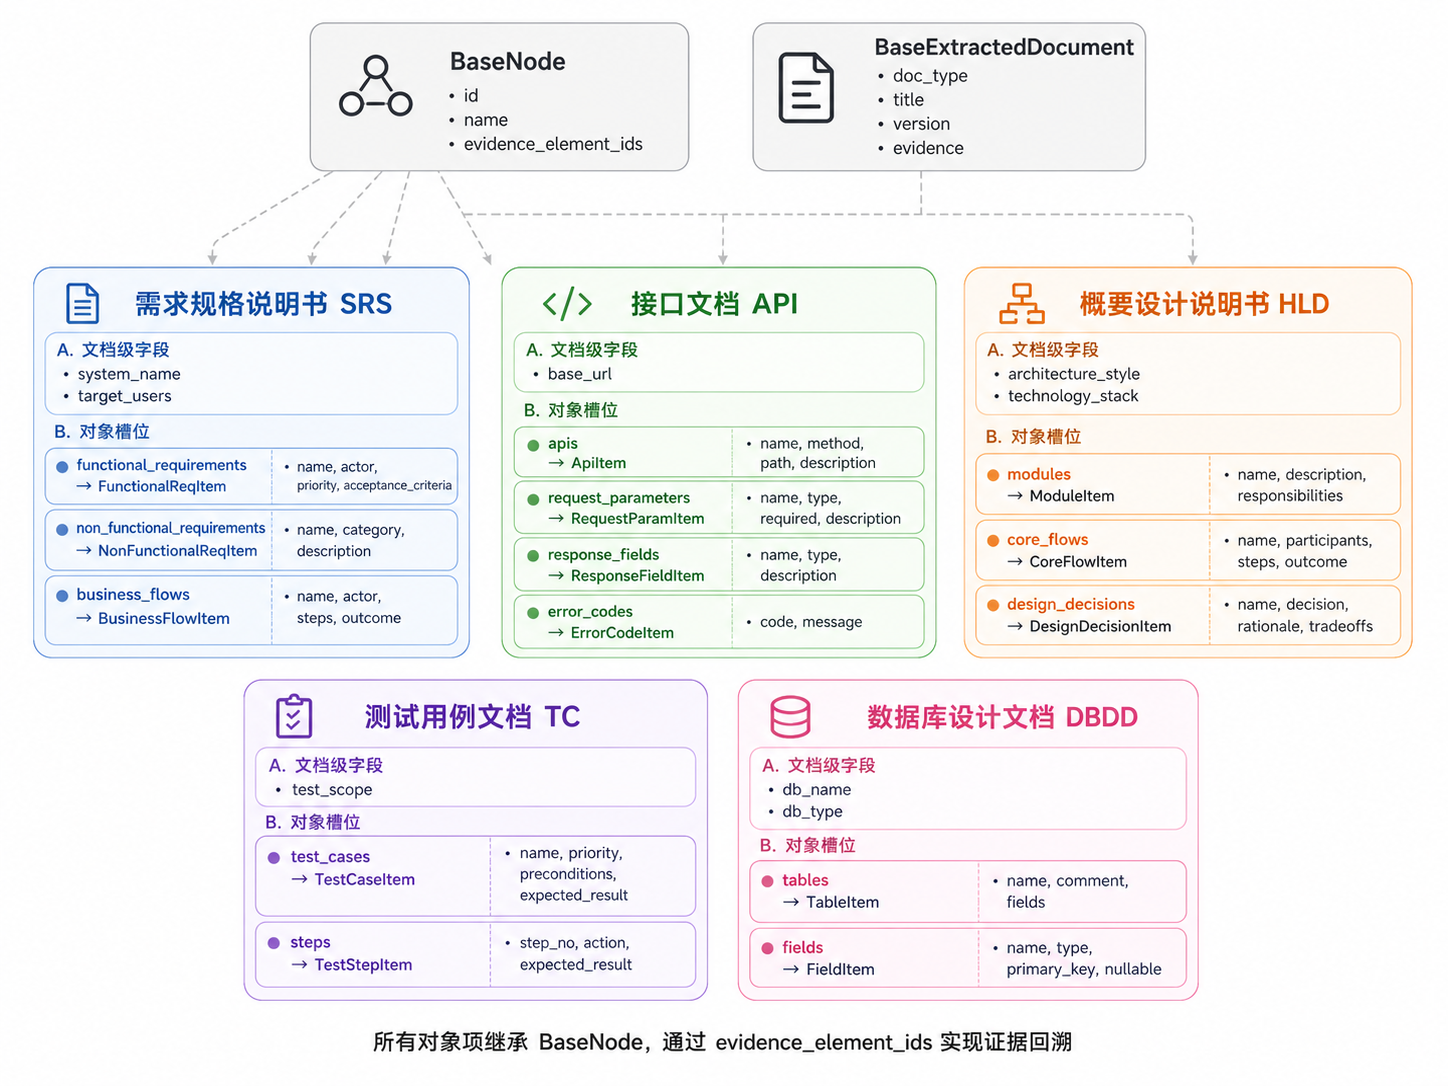 BaseNode
• id
• name
• evidence_element_ids
BaseExtractedDocument
• doc_type
• title
• version
• evidence
需求规格说明书 SRS
A. 文档级字段
• system_name
• target_users
B. 对象槽位
functional_requirements
→ FunctionalReqItem
• name, actor,
priority, acceptance_criteria
non_functional_requirements
→ NonFunctionalReqItem
• name, category,
description
business_flows
→ BusinessFlowItem
• name, actor,
steps, outcome
</> 接口文档 API
A. 文档级字段
• base_url
B. 对象槽位
apis
→ ApiItem
• name, method,
path, description
request_parameters
→ RequestParamItem
• name, type,
required, description
response_fields
→ ResponseFieldItem
• name, type,
description
error_codes
→ ErrorCodeItem
• code, message
概要设计说明书 HLD
A. 文档级字段
• architecture_style
• technology_stack
B. 对象槽位
modules
→ ModuleItem
• name, description,
responsibilities
core_flows
→ CoreFlowItem
• name, participants,
steps, outcome
design_decisions
→ DesignDecisionItem
• name, decision,
rationale, tradeoffs
测试用例文档 TC
A. 文档级字段
• test_scope
B. 对象槽位
test_cases
→ TestCaseItem
• name, priority,
preconditions,
expected_result
steps
→ TestStepItem
• step_no, action,
expected_result
数据库设计文档 DBDD
A. 文档级字段
• db_name
• db_type
B. 对象槽位
tables
→ TableItem
• name, comment,
fields
fields
→ FieldItem
• name, type,
primary_key, nullable
所有对象项继承 BaseNode，通过 evidence_element_ids 实现证据回溯